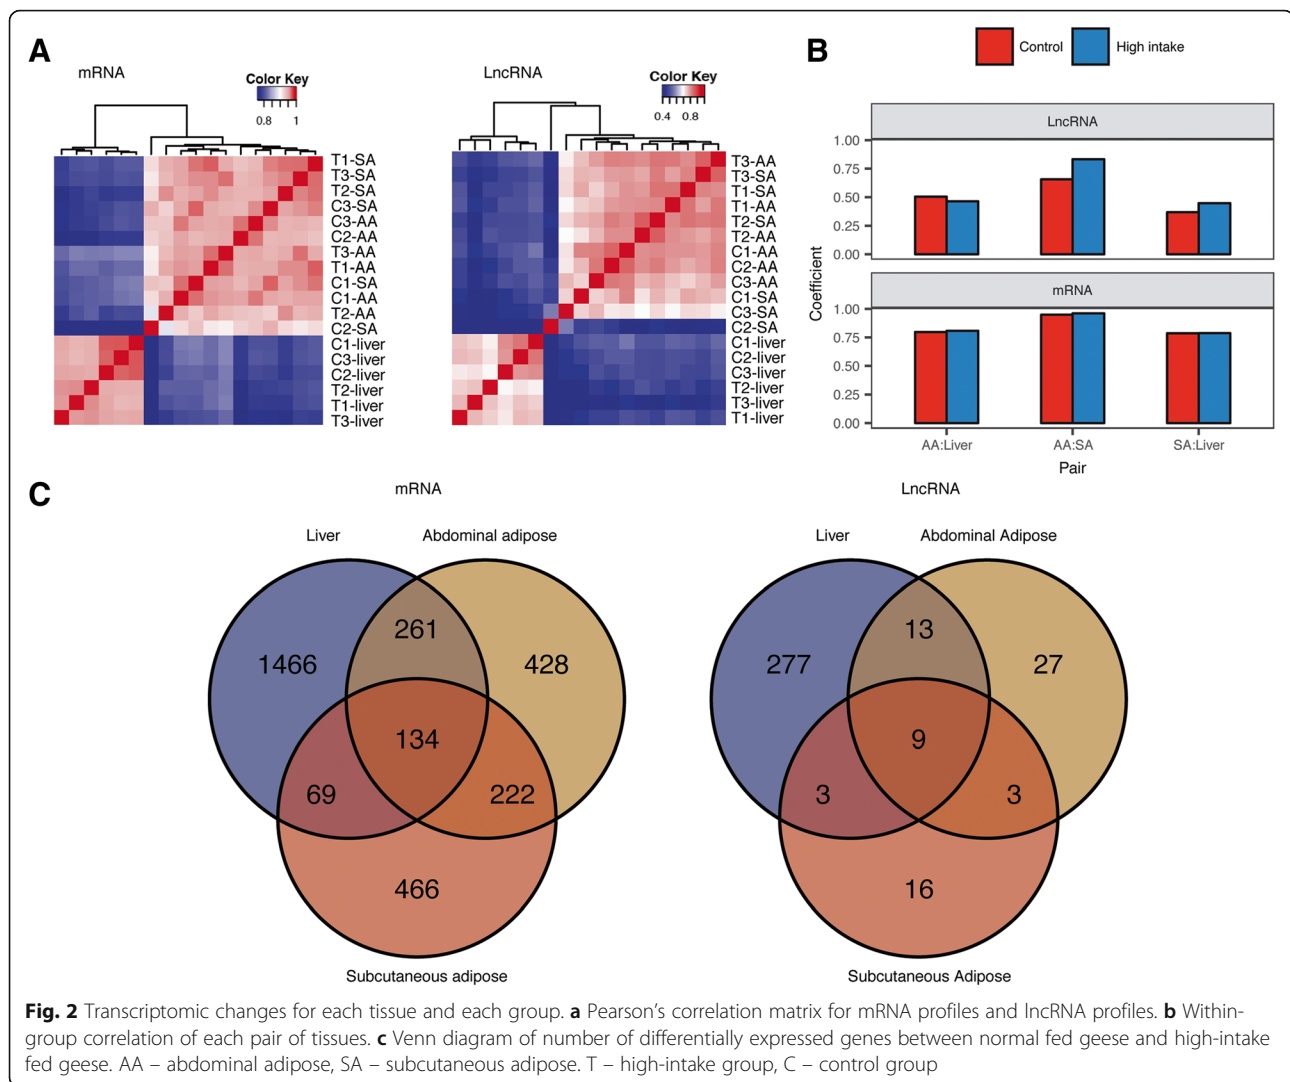 A
mRNA
Color Key
0.8 1
T1-SA
T3-SA
T2-SA
C3-SA
C3-AA
C2-AA
T3-AA
T1-AA
C1-SA
C1-AA
T2-AA
C2-SA
C1-liver
C3-liver
C2-liver
T2-liver
T1-liver
T3-liver
LncRNA
Color Key
0.4 0.8
T3-AA
T3-SA
T1-SA
T1-AA
T2-SA
T2-AA
C1-AA
C2-AA
C3-AA
C1-SA
C3-SA
C2-SA
C1-liver
C2-liver
C3-liver
T2-liver
T3-liver
T1-liver
B
Control High intake
LncRNA
1.00
0.75
0.50
0.25
0.00
mRNA
1.00
0.75
0.50
0.25
0.00
Coefficient
AA:Liver AA:SA SA:Liver
Pair
C
mRNA
Liver Abdominal adipose
261
1466 428
134
69 222
466
Subcutaneous adipose
LncRNA
Liver Abdominal Adipose
13
277 27
9
3 3
16
Subcutaneous Adipose
Fig. 2 Transcriptomic changes for each tissue and each group. a Pearson's correlation matrix for mRNA profiles and lncRNA profiles. b Within-
group correlation of each pair of tissues. c Venn diagram of number of differentially expressed genes between normal fed geese and high-intake
fed geese. AA – abdominal adipose, SA – subcutaneous adipose. T – high-intake group, C – control group